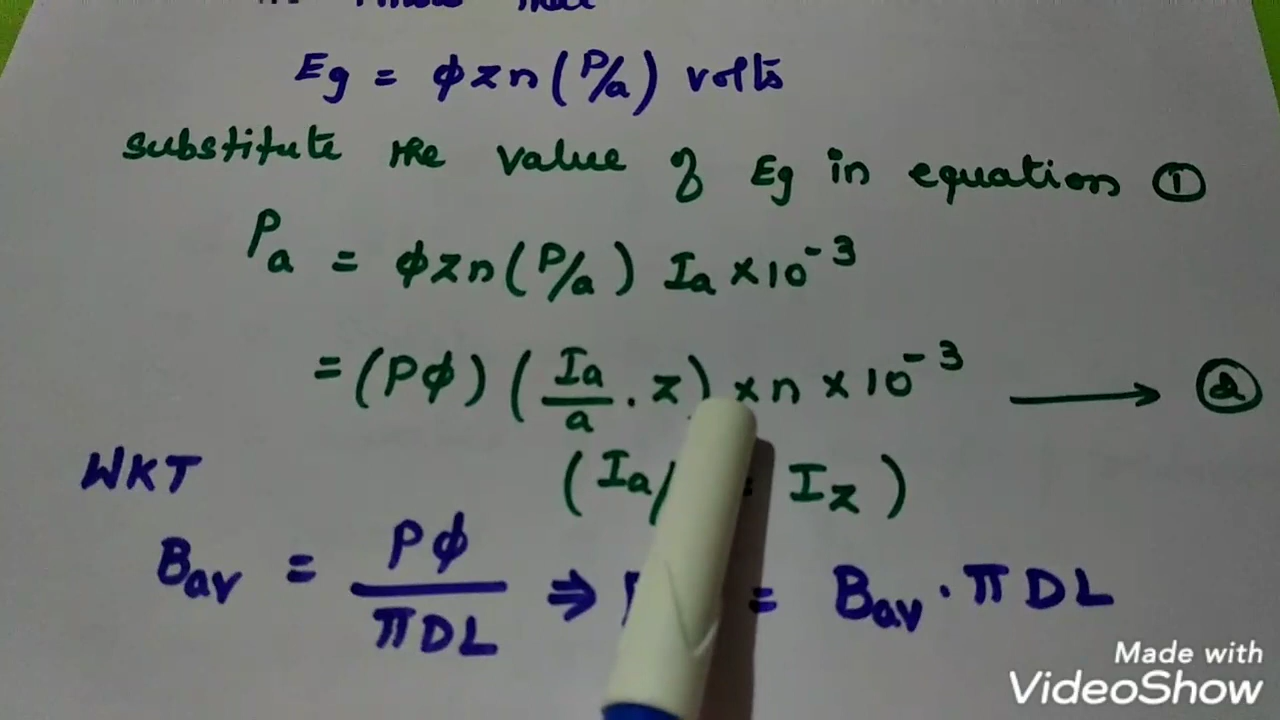 Eg = φzn(P/a) volts
substitute the value of Eg in equation ①
Pa = φzn(P/a) Ia × 10⁻³
= (Pφ) (Ia/a . z) × n × 10⁻³ ⟶ ②
WKT (Ia/ = Iz)
Bav = Pφ/πDL ⇒ = Bav . πDL
Made with
VideoShow